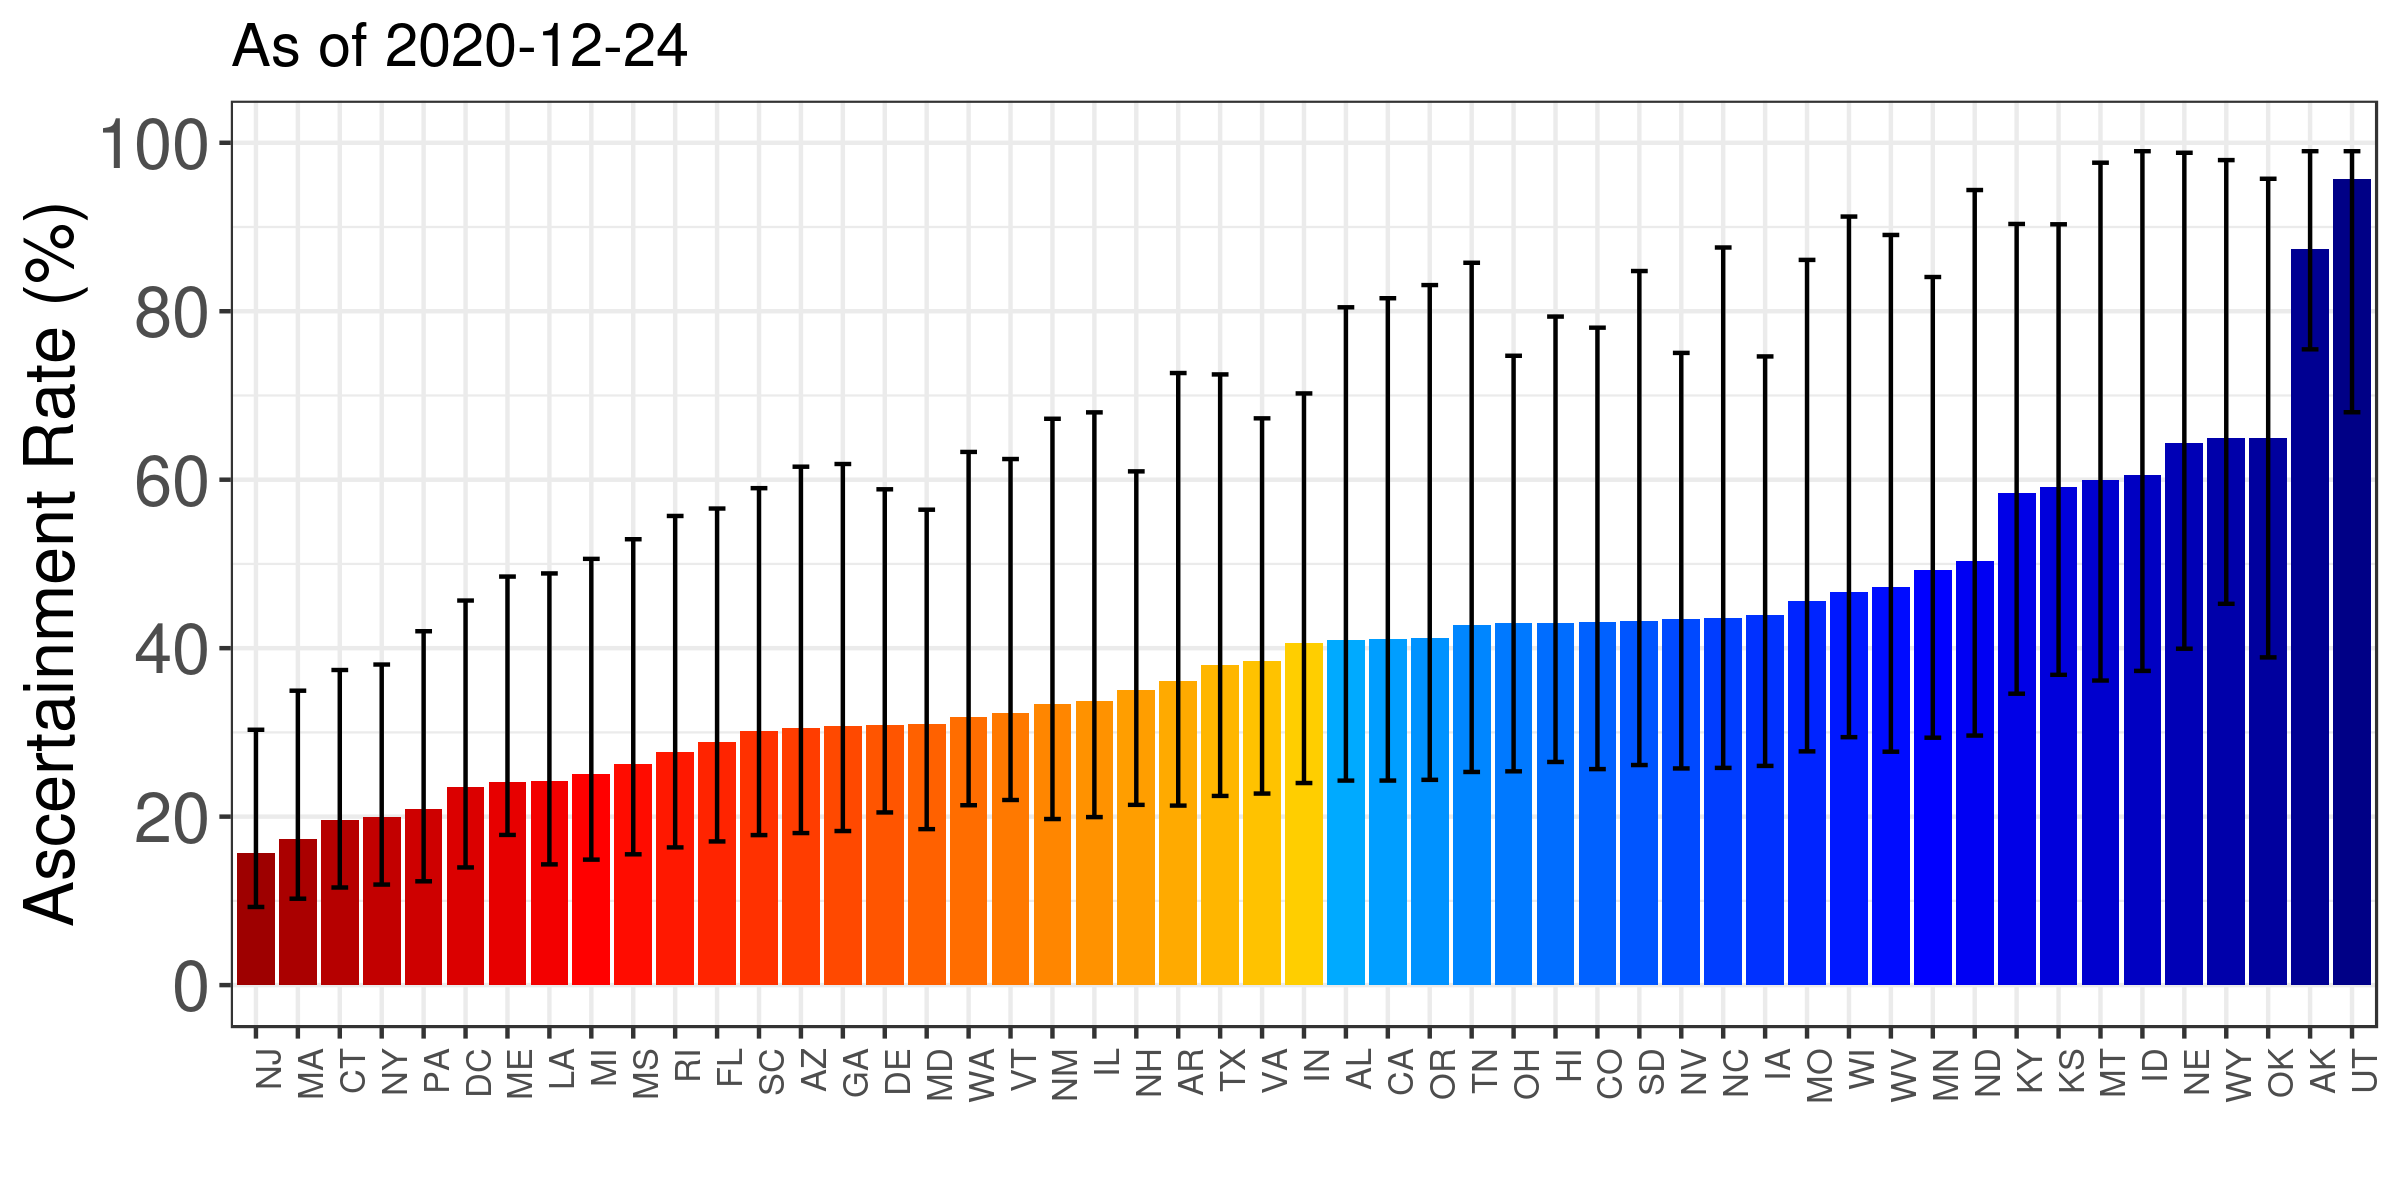 As of 2020-12-24
Ascertainment Rate (%)
100
80
60
40
20
0
NJ MA CT NY PA DC ME LA MI MS RI FL SC AZ GA DE MD WA VT NM IL NH AR TX VA IN AL CA OR TN OH HI CO SD NV NC IA MO WI WV MN ND KY KS MT ID NE WY OK AK UT